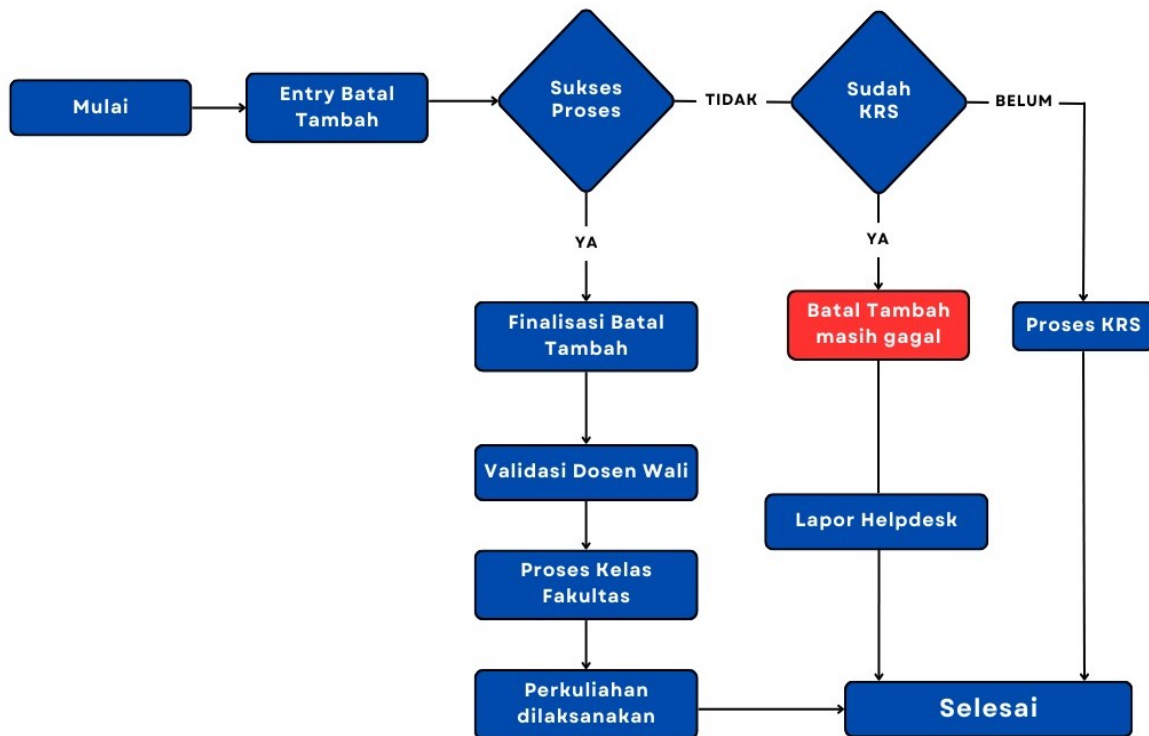 Mulai
Entry Batal
Tambah
Sukses
Proses
TIDAK
Sudah
KRS
BELUM
YA
YA
Finalisasi Batal
Tambah
Batal Tambah
masih gagal
Proses KRS
Validasi Dosen Wali
Lapor Helpdesk
Proses Kelas
Fakultas
Perkuliahan
dilaksanakan
Selesai